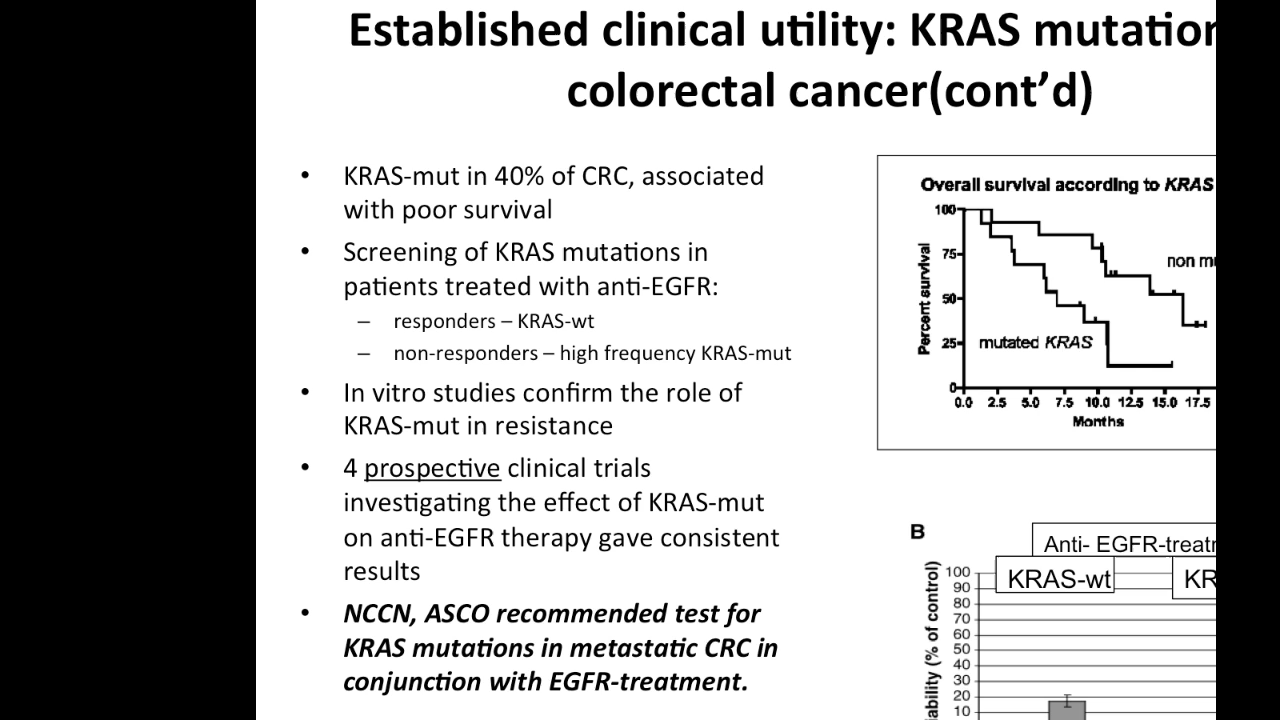 Established clinical utility: KRAS mutation
colorectal cancer(cont’d)
• KRAS-mut in 40% of CRC, associated
with poor survival
• Screening of KRAS mutations in
patients treated with anti-EGFR:
– responders – KRAS-wt
– non-responders – high frequency KRAS-mut
• In vitro studies confirm the role of
KRAS-mut in resistance
• 4 prospective clinical trials
investigating the effect of KRAS-mut
on anti-EGFR therapy gave consistent
results
• NCCN, ASCO recommended test for
KRAS mutations in metastatic CRC in
conjunction with EGFR-treatment.
Overall survival according to KRAS
Percent survival
100
75
50
25
0
non mu
mutated KRAS
0.0 2.5 5.0 7.5 10.0 12.5 15.0 17.5
Months
B
Anti- EGFR-treatr
KRAS-wt KR
iability (% of control)
100
90
80
70
60
50
40
30
20
10